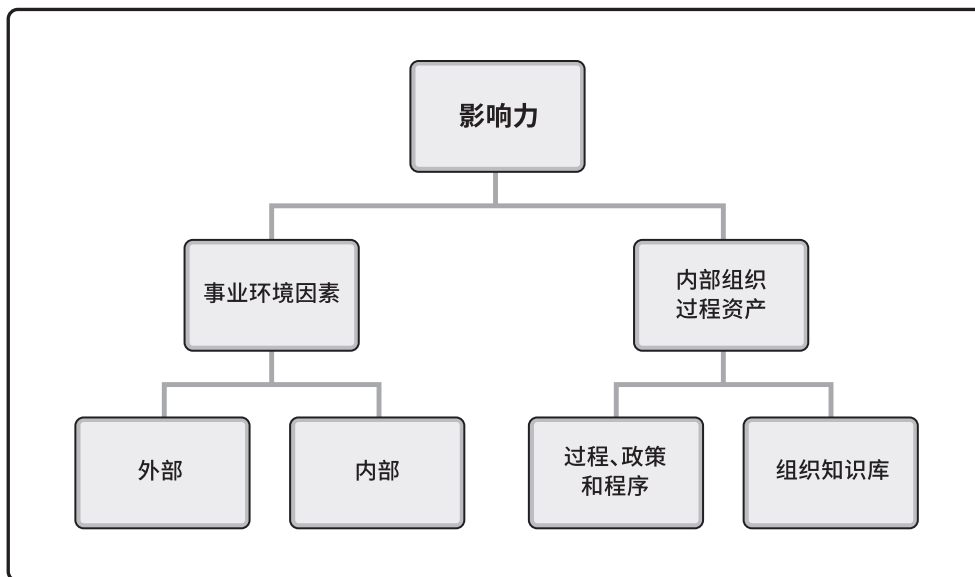 影响力
事业环境因素
内部组织
过程资产
外部
内部
过程、政策
和程序
组织知识库